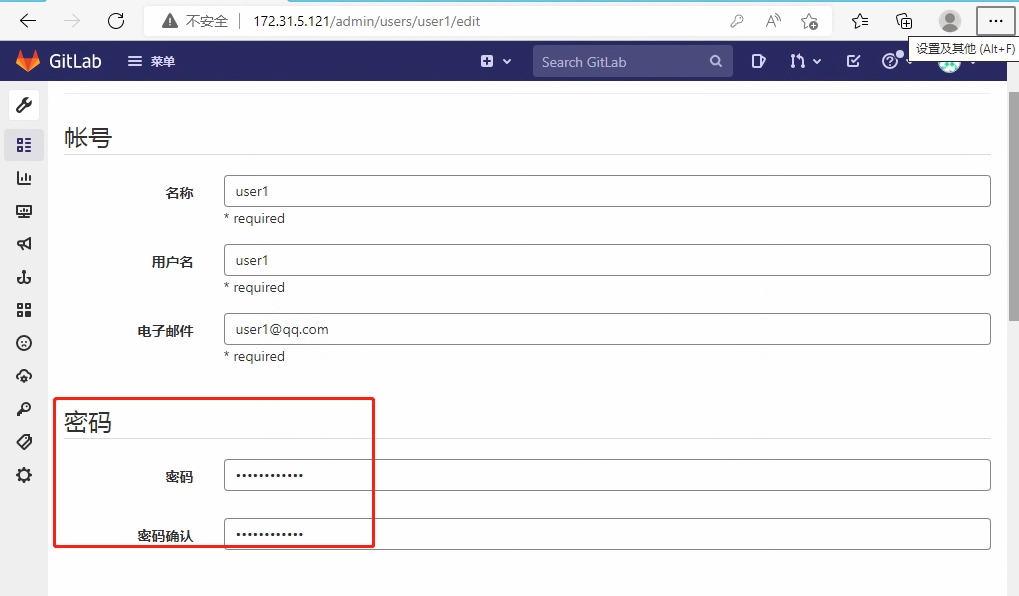 不安全 172.31.5.121/admin/users/user1/edit
设置及其他 (Alt+F)
GitLab 菜单 Search GitLab
帐号
名称 user1
* required
用户名 user1
* required
电子邮件 user1@qq.com
* required
密码
密码 ••••••••••••
密码确认 ••••••••••••